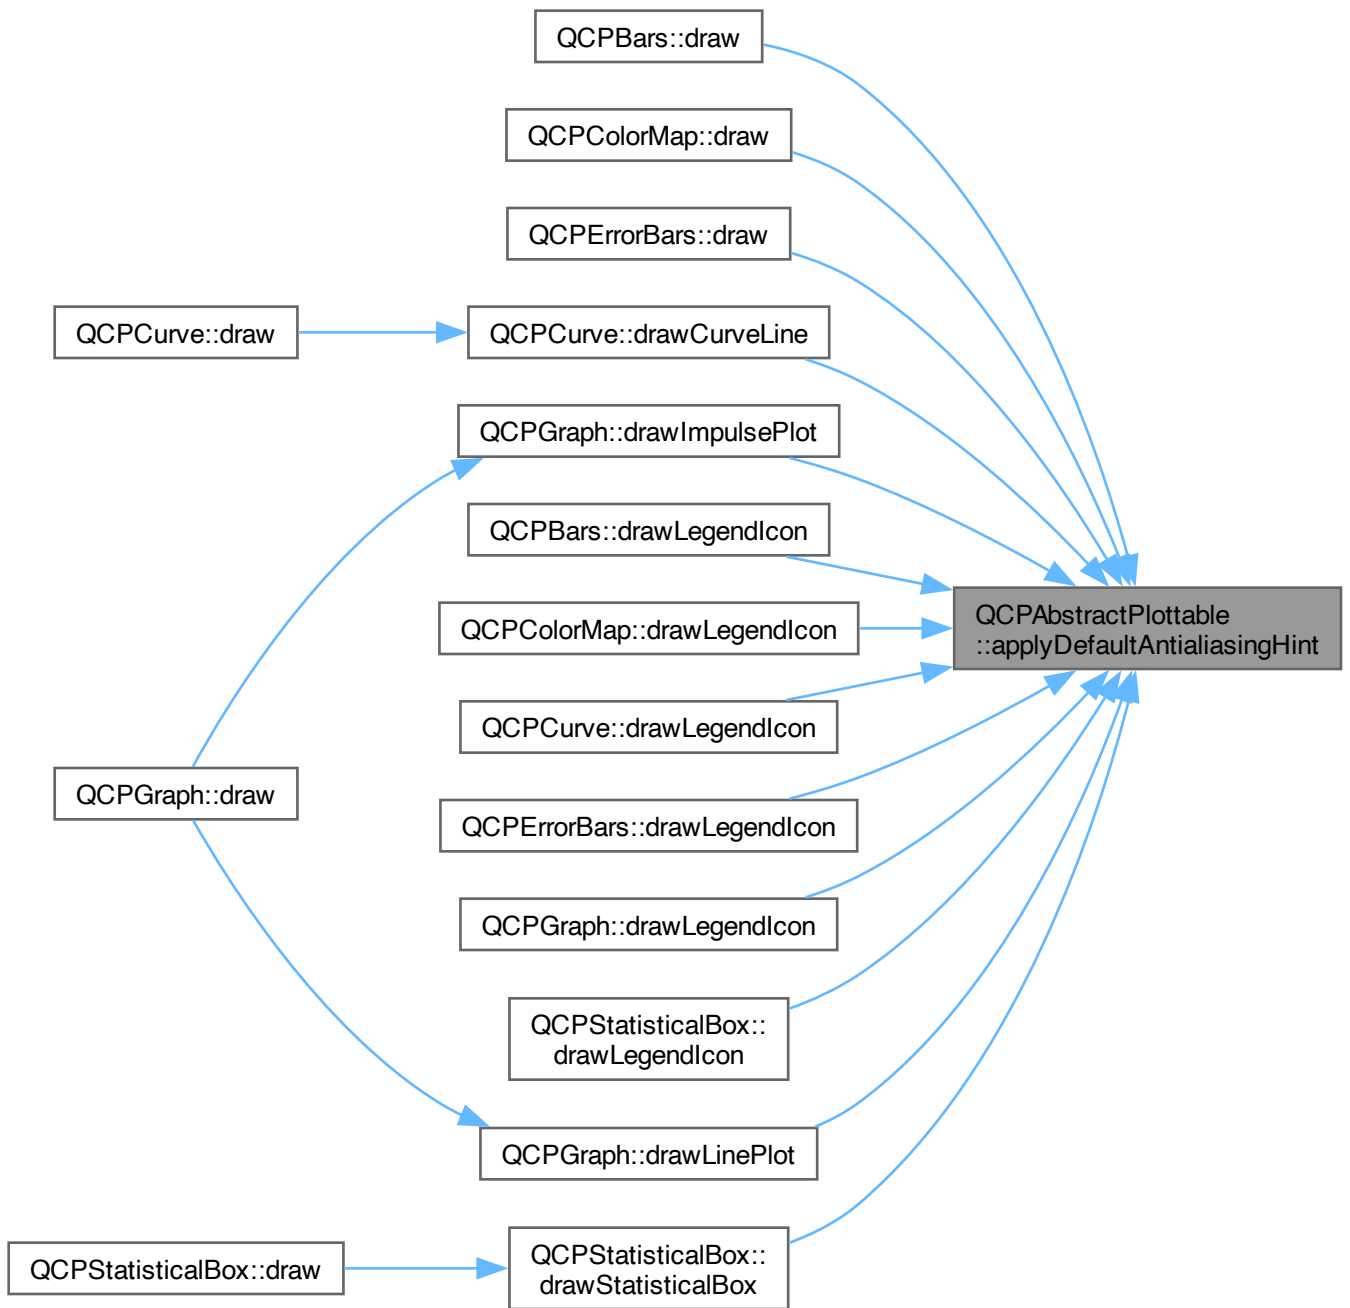 QCPBars::draw
QCPColorMap::draw
QCPErrorBars::draw
QCPCurve::draw
QCPCurve::drawCurveLine
QCPGraph::drawImpulsePlot
QCPBars::drawLegendIcon
QCPAbstractPlottable
::applyDefaultAntialiasingHint
QCPColorMap::drawLegendIcon
QCPCurve::drawLegendIcon
QCPGraph::draw
QCPErrorBars::drawLegendIcon
QCPGraph::drawLegendIcon
QCPStatisticalBox::
drawLegendIcon
QCPGraph::drawLinePlot
QCPStatisticalBox::draw
QCPStatisticalBox::
drawStatisticalBox